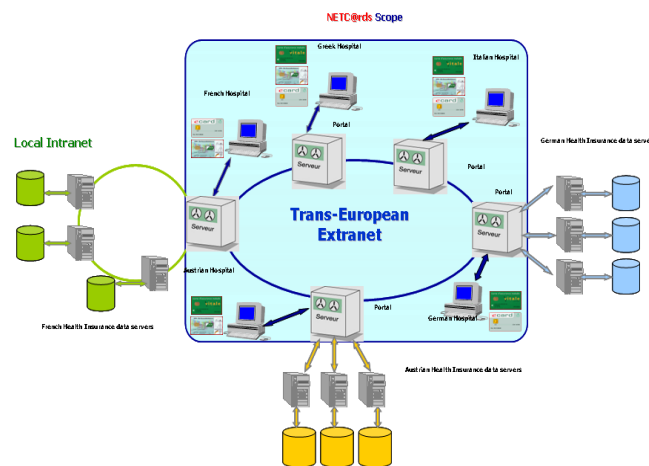 NETC@rds Scope
Greek Hospital
Italian Hospital
French Hospital
Portal
Local Intranet
Serveur
Serveur
German Health Insurance data serve
Portal
Portal
Serveur
Trans-European
Extranet
Serveur
Austrian Hospital
Serveur
Portal
German Hospital
French Health Insurance data servers
Austrian Health Insurance data servers